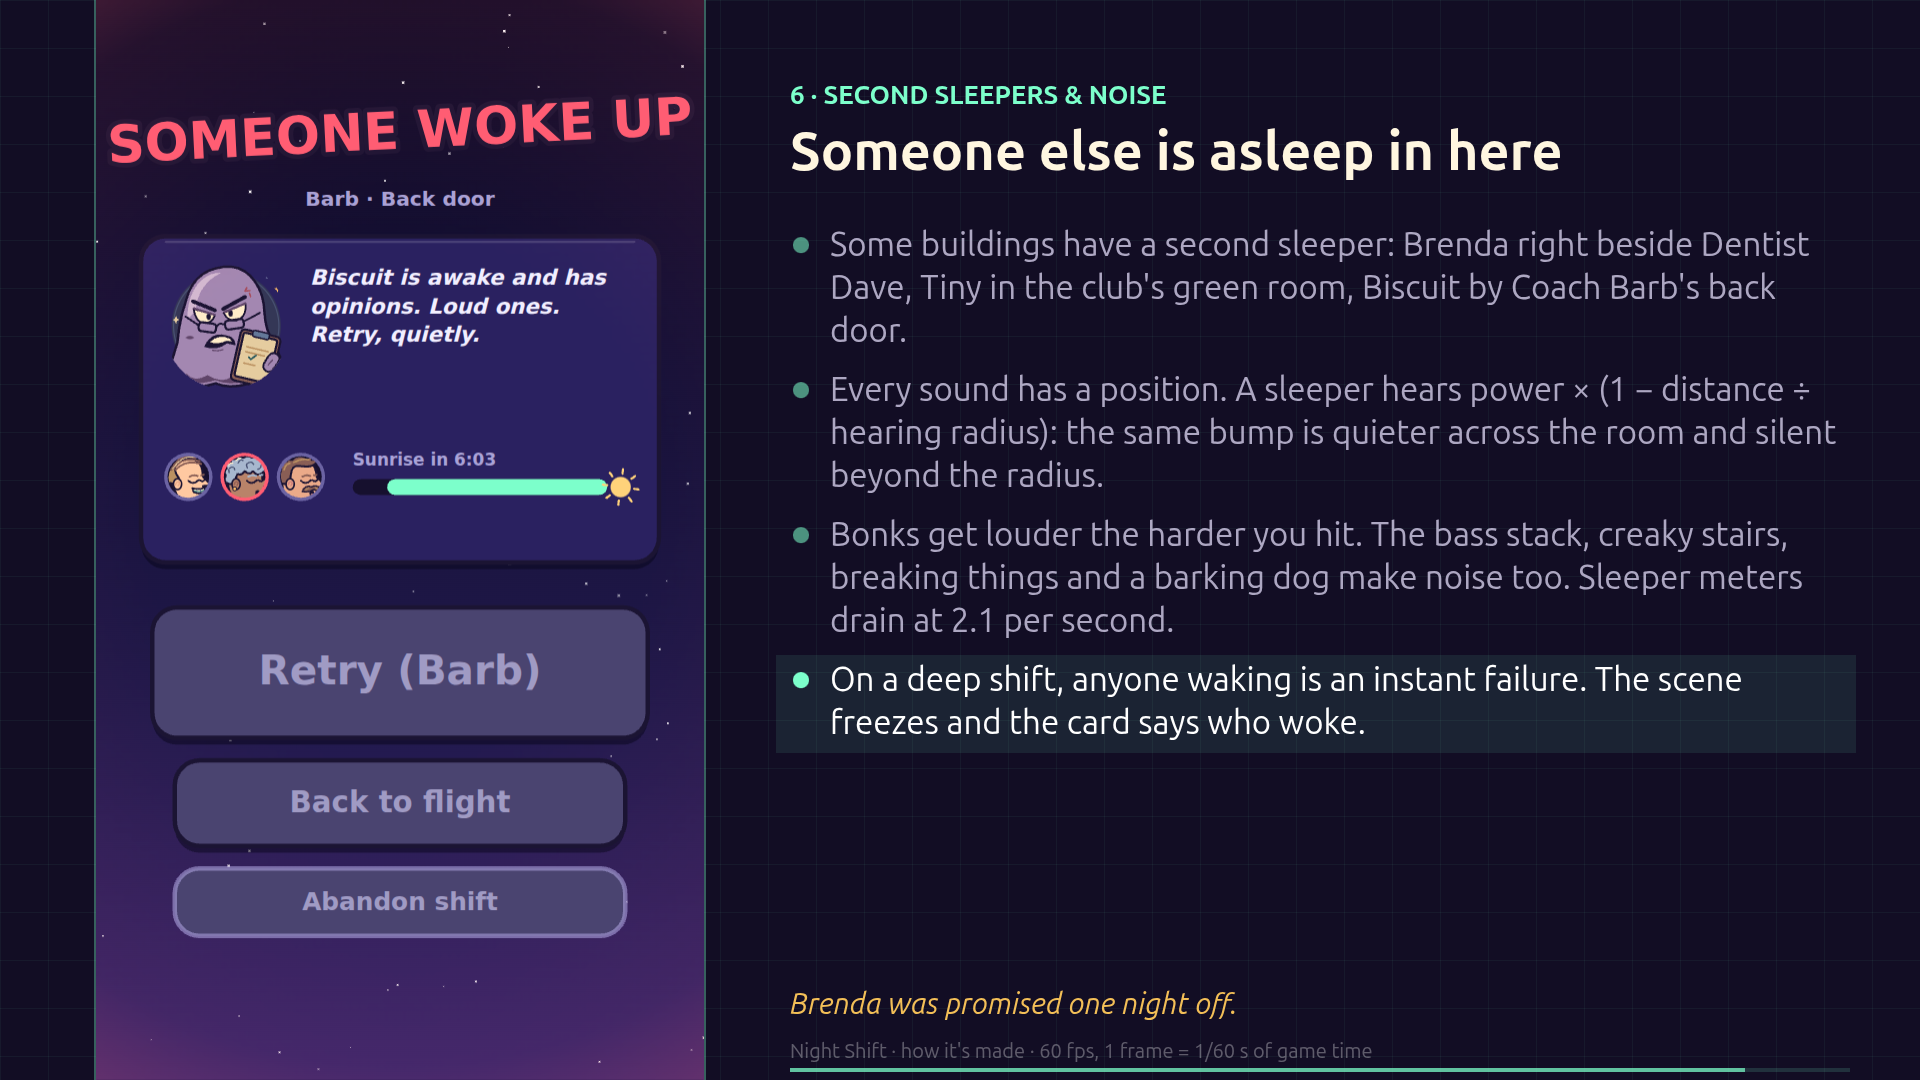 SOMEONE WOKE UP
Barb · Back door
Biscuit is awake and has
opinions. Loud ones.
Retry, quietly.
Sunrise in 6:03
Retry (Barb)
Back to flight
Abandon shift
6 · SECOND SLEEPERS & NOISE
Someone else is asleep in here
Some buildings have a second sleeper: Brenda right beside Dentist
Dave, Tiny in the club's green room, Biscuit by Coach Barb's back
door.
Every sound has a position. A sleeper hears power × (1 − distance ÷
hearing radius): the same bump is quieter across the room and silent
beyond the radius.
Bonks get louder the harder you hit. The bass stack, creaky stairs,
breaking things and a barking dog make noise too. Sleeper meters
drain at 2.1 per second.
On a deep shift, anyone waking is an instant failure. The scene
freezes and the card says who woke.
Brenda was promised one night off.
Night Shift · how it's made · 60 fps, 1 frame = 1/60 s of game time